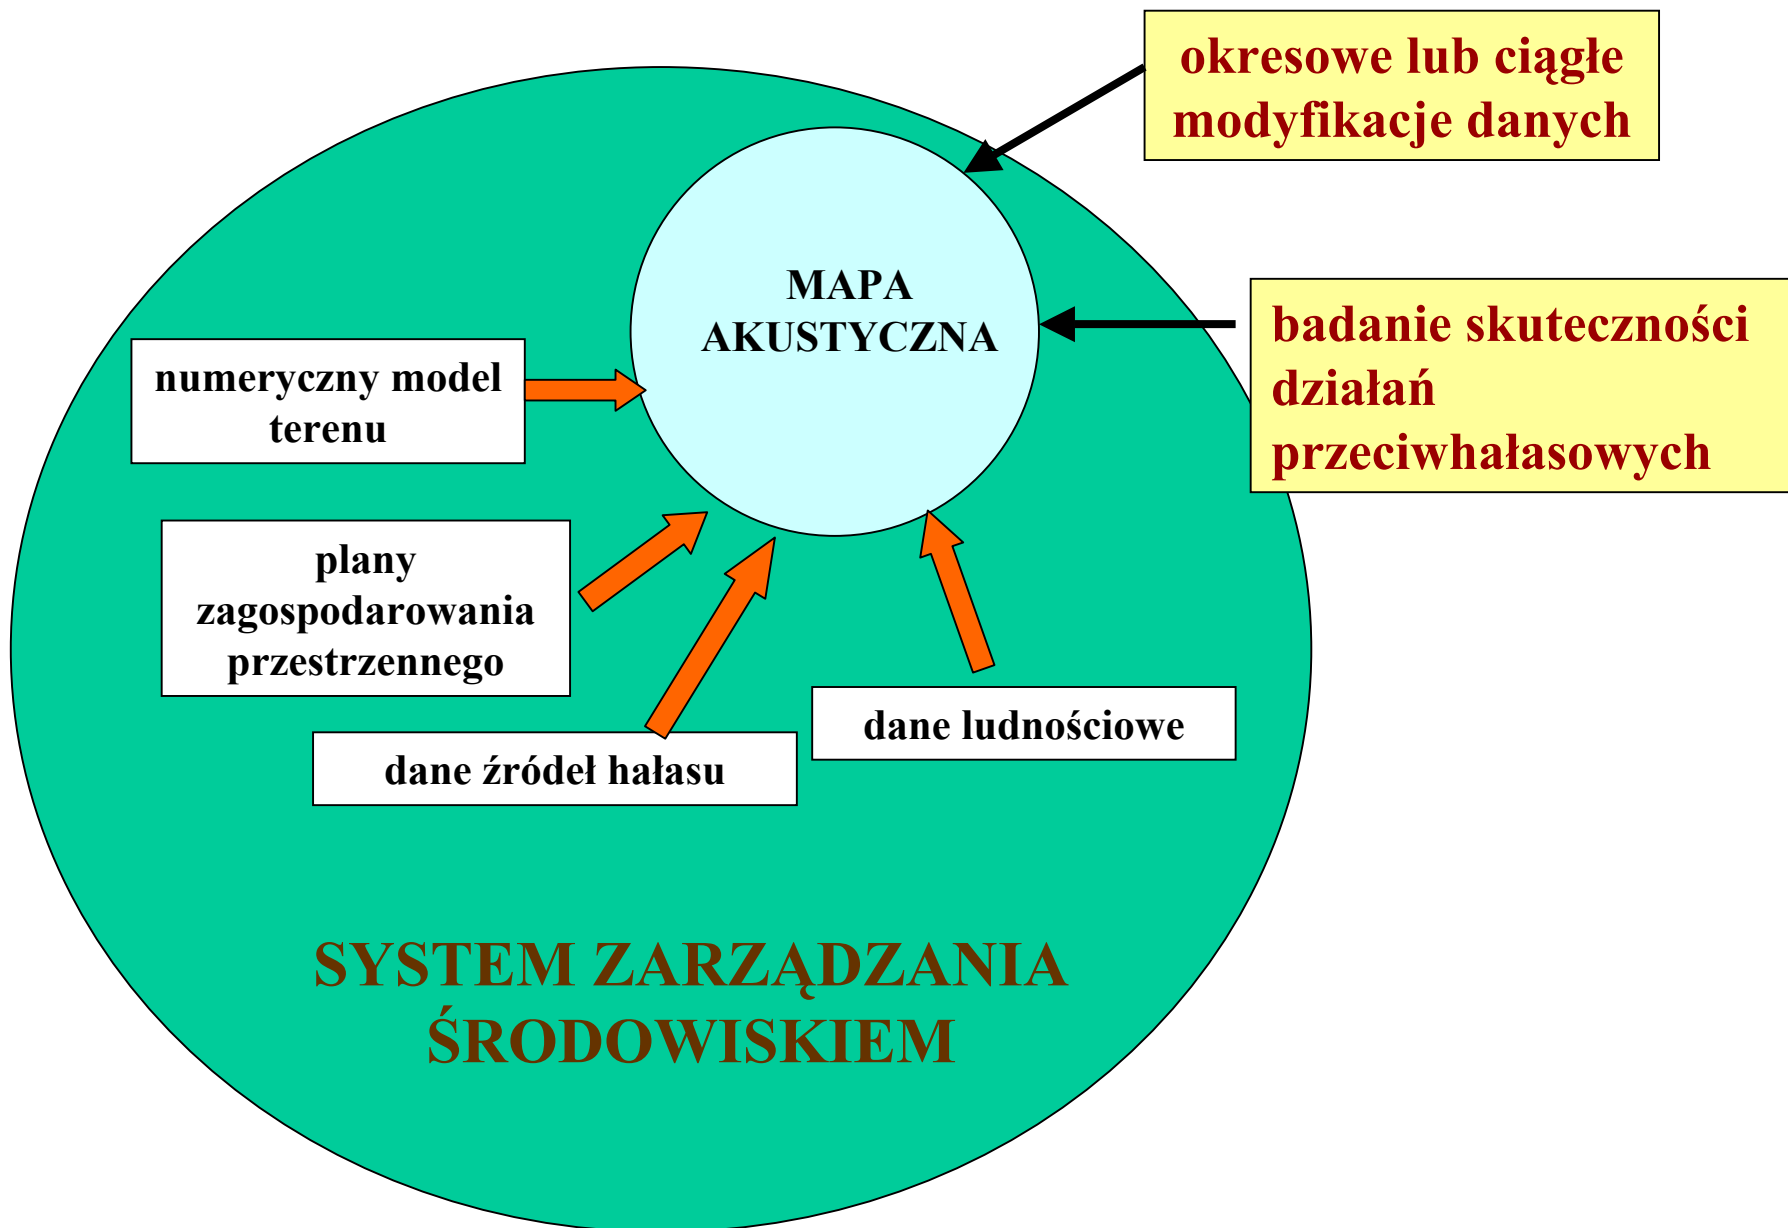 okresowe lub ciągłe
modyfikacje danych
MAPA
AKUSTYCZNA
badanie skuteczności
działań
przeciwhałasowych
numeryczny model
terenu
plany
zagospodarowania
przestrzennego
dane ludnościowe
dane źródeł hałasu
SYSTEM ZARZĄDZANIA
ŚRODOWISKIEM